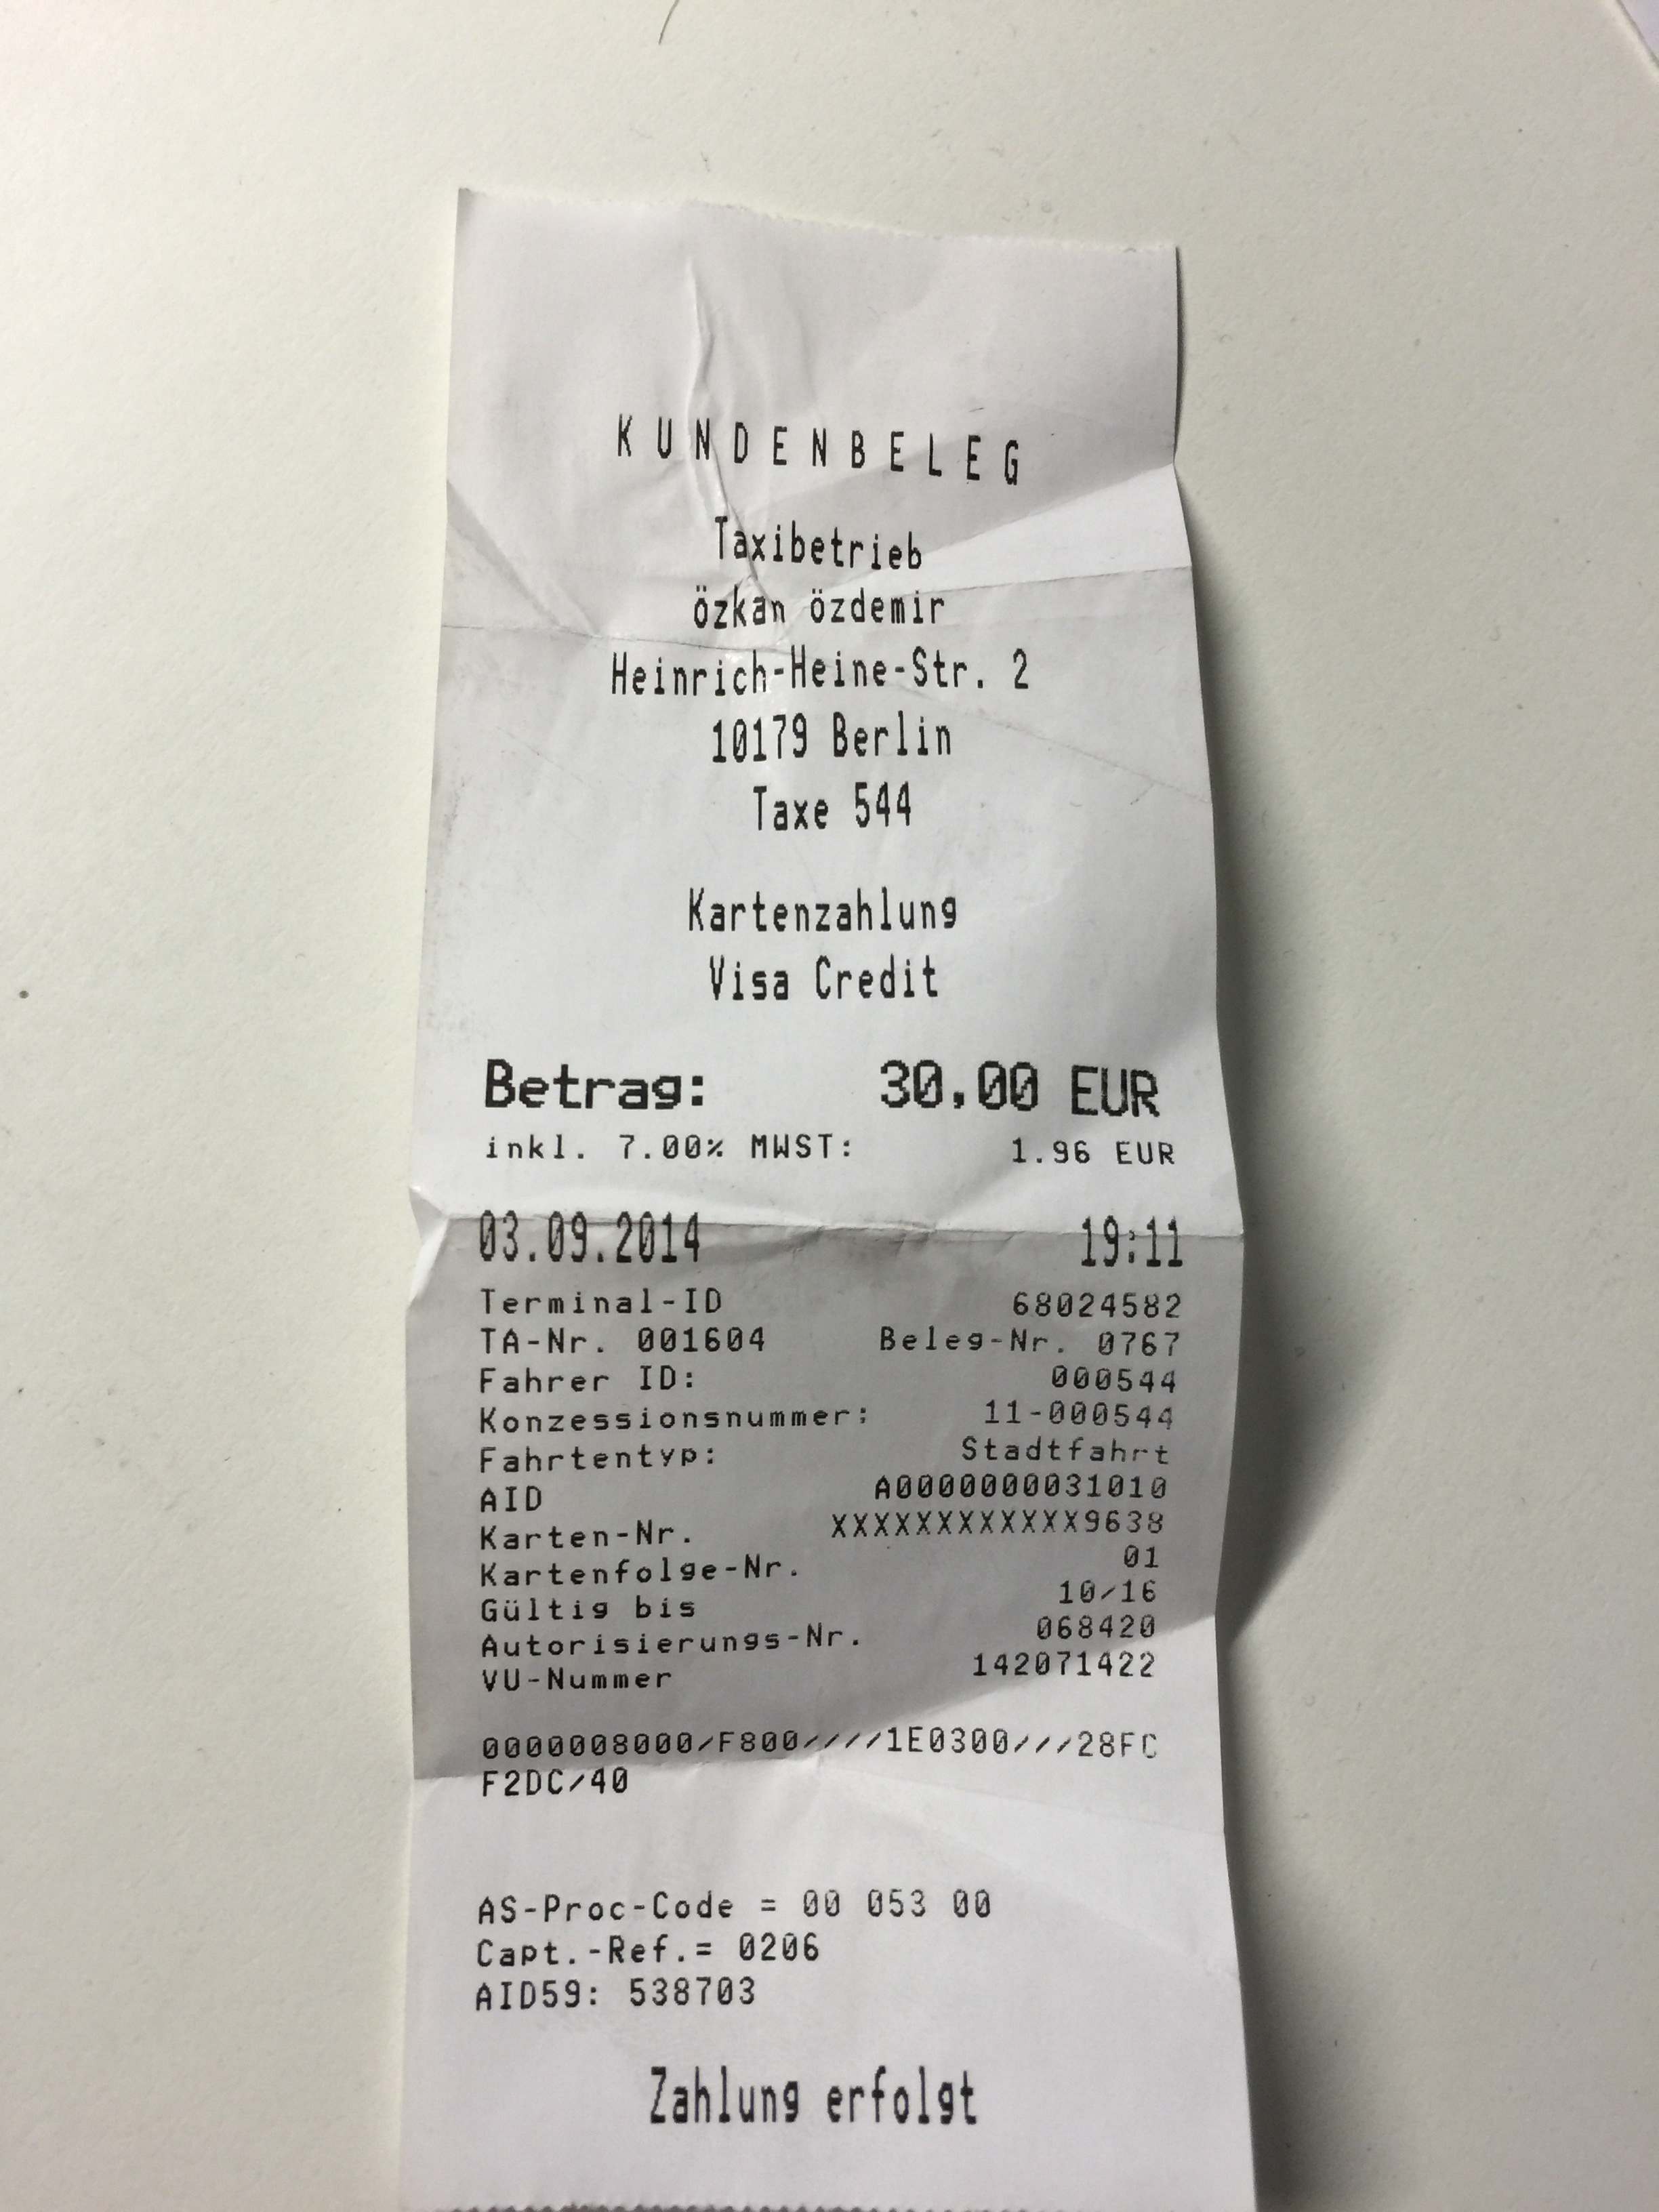 KUNDENBELEG
Taxibetrieb
özkan özdemir
Heinrich-Heine-Str. 2
10179 Berlin
Taxe 544
Kartenzahlung
Visa Credit
Betrag: 30,00 EUR
inkl. 7.00% MWST: 1.96 EUR
03.09.2014 19:11
Terminal-ID 68024582
TA-Nr. 001604 Beleg-Nr. 0767
Fahrer ID: 000544
Konzessionsnummer: 11-000544
Fahrtentyp: Stadtfahrt
AID A0000000031010
Karten-Nr. XXXXXXXXXXXX9638
Kartenfolge-Nr. 01
Gültig bis 10/16
Autorisierungs-Nr. 068420
VU-Nummer 142071422
0000008000/F800////1E0300///28FC
F2DC/40
AS-Proc-Code = 00 053 00
Capt.-Ref.= 0206
AID59: 538703
Zahlung erfolgt